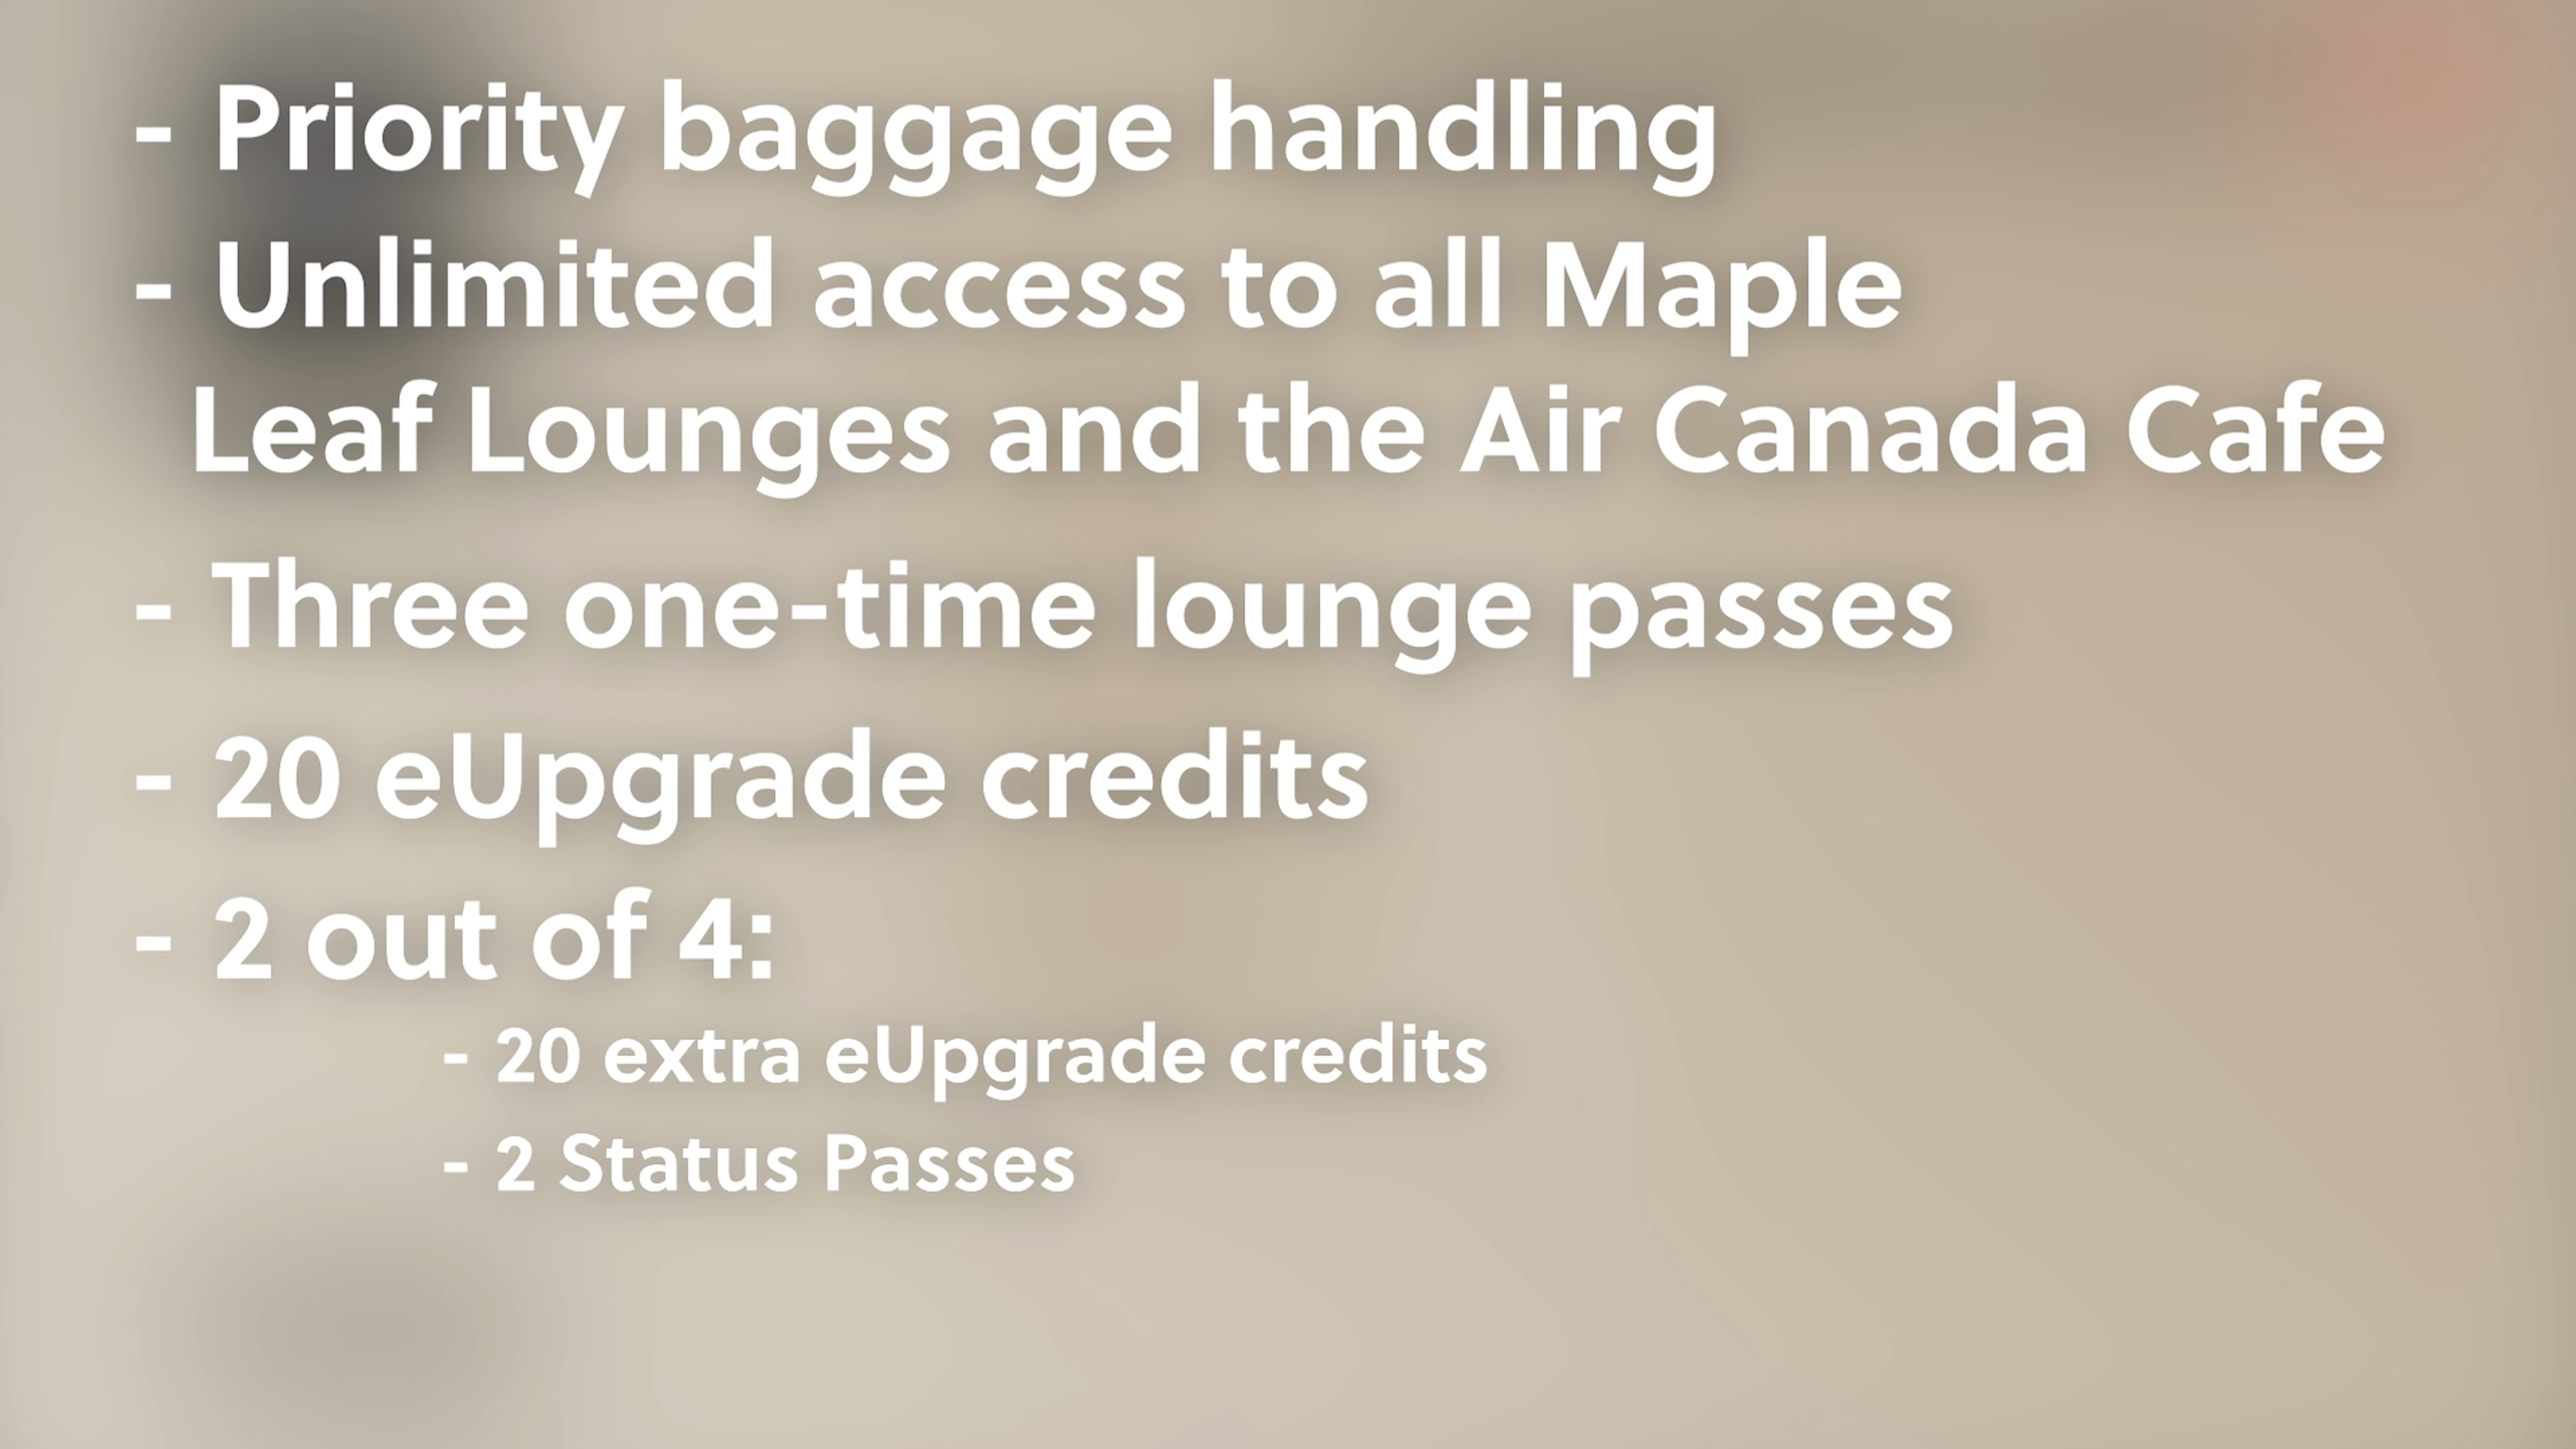 - Priority baggage handling
- Unlimited access to all Maple
Leaf Lounges and the Air Canada Cafe
- Three one-time lounge passes
- 20 eUpgrade credits
- 2 out of 4:
- 20 extra eUpgrade credits
- 2 Status Passes